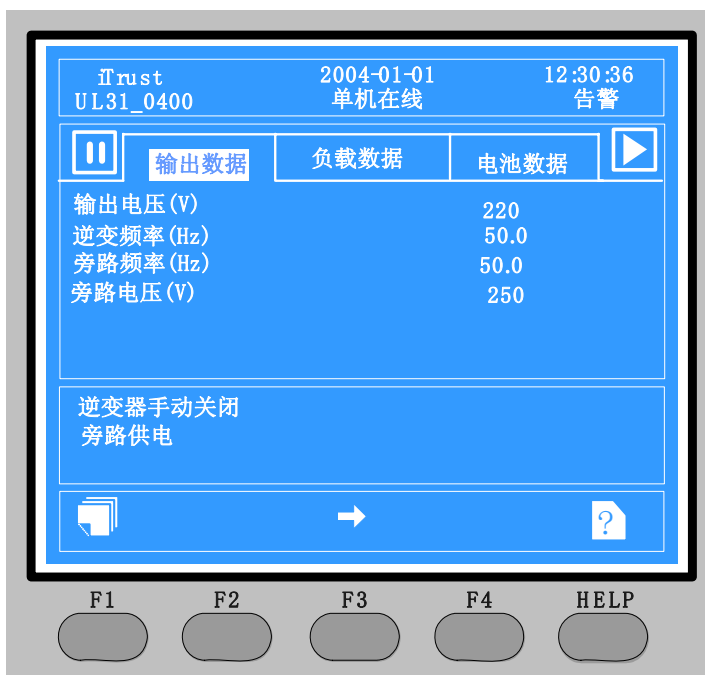 iTrust 2004-01-01 12:30:36
UL31_0400 单机在线 告警
输出数据 负载数据 电池数据
输出电压(V) 220
逆变频率(Hz) 50.0
旁路频率(Hz) 50.0
旁路电压(V) 250
逆变器手动关闭
旁路供电
?
F1 F2 F3 F4 HELP